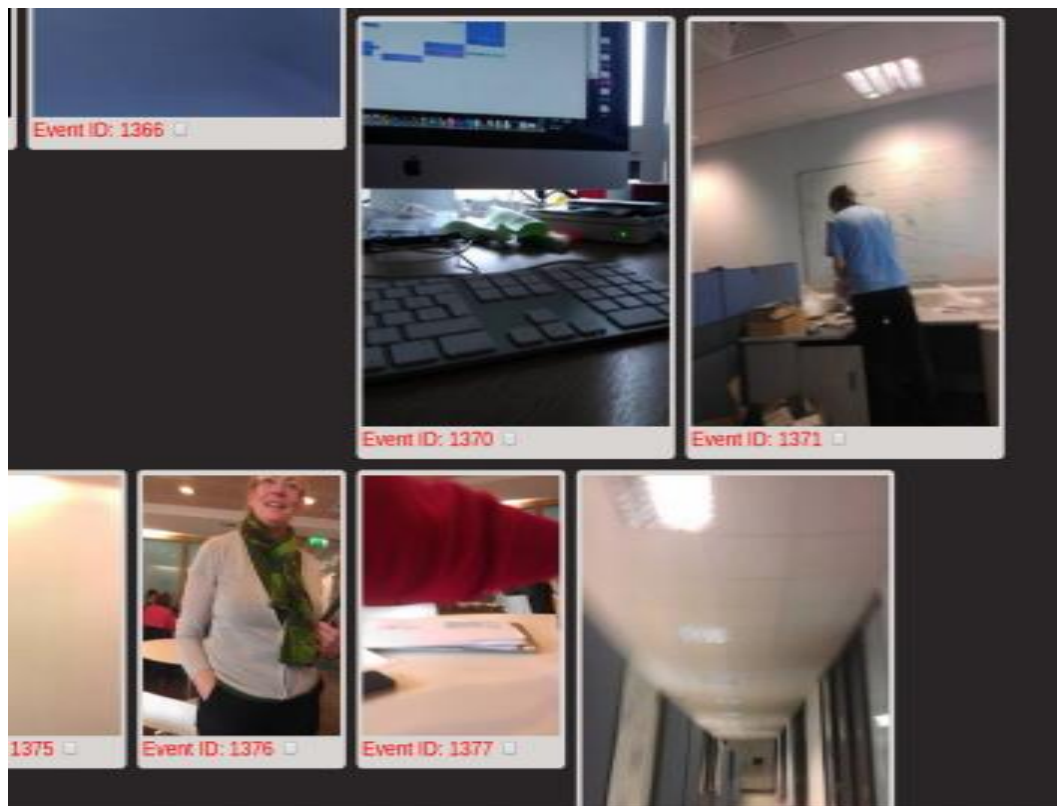 Event ID: 1366
Event ID: 1370
Event ID: 1371
1375
Event ID: 1376
Event ID: 1377